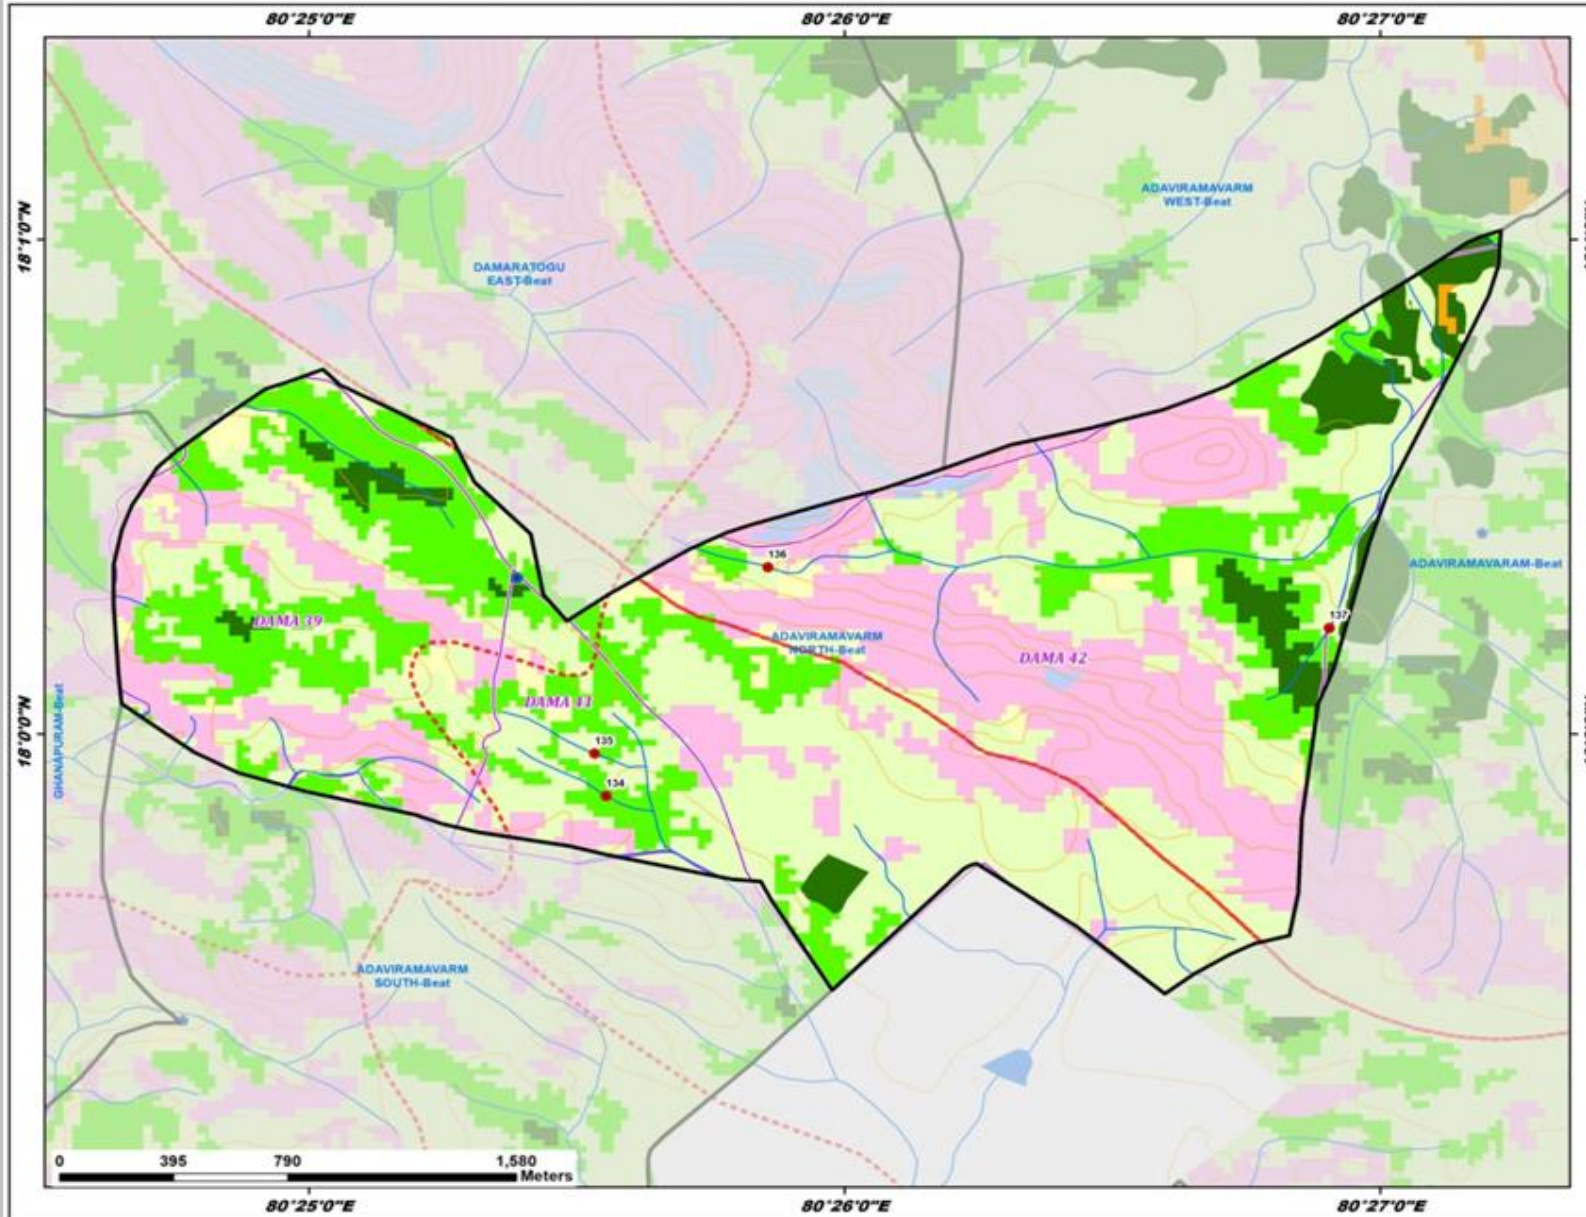 80°25'0"E 80°26'0"E 80°27'0"E
18°1'0"N
ADAVIRAMAVARM
WEST-Beat
DAMARATOGU
EAST-Beat
136
ADAVIRAMAVARAM-Beat
137
DAMA 39
ADAVIRAMAVARM
NORTH-Beat
DAMA 42
DAMA 41
GHANAPURAM-Beat
18°0'0"N
135
134
ADAVIRAMAVARM
SOUTH-Beat
0 395 790 1,580
Meters
80°25'0"E 80°26'0"E 80°27'0"E